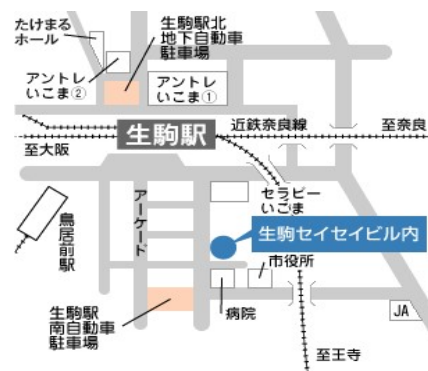 たけまる
ホール
生駒駅北
地下自動車
駐車場
アントレ
いこま②
アントレ
いこま①
生駒駅
近鉄奈良線
至奈良
至大阪
鳥居前駅
アーケード
セラピー
いこま
生駒セイセイビル内
市役所
病院
生駒駅
南自動車
駐車場
JA
至王寺